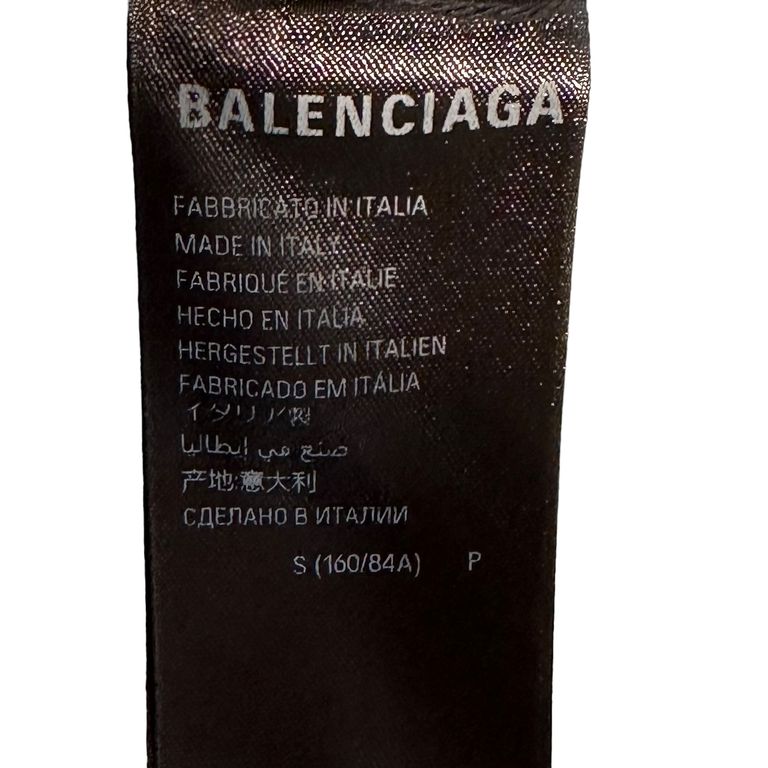 BALENCIAGA
FABBRICATO IN ITALIA
MADE IN ITALY
FABRIQUÉ EN ITALIE
HECHO EN ITALIA
HERGESTELLT IN ITALIEN
FABRICADO EM ITÁLIA
イタリア製
صنع في إيطاليا
产地:意大利
СДЕЛАНО В ИТАЛИИ
S (160/84A) P